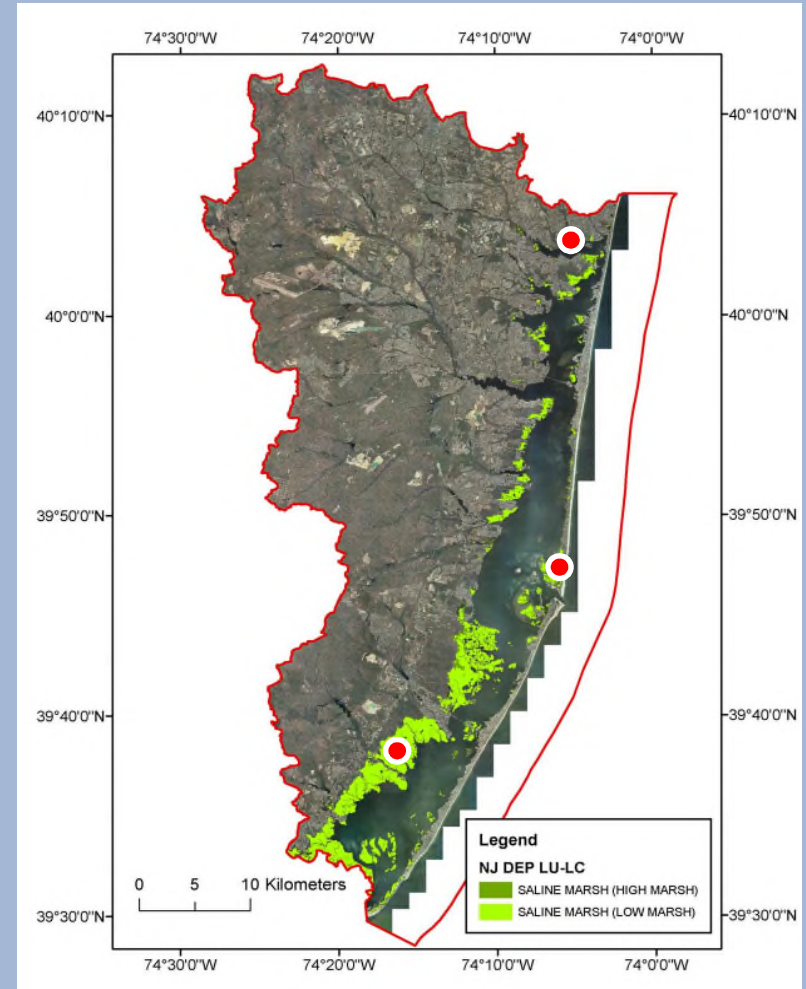 74°30'0"W 74°20'0"W 74°10'0"W 74°0'0"W
40°10'0"N 40°10'0"N
40°0'0"N 40°0'0"N
39°50'0"N 39°50'0"N
39°40'0"N 39°40'0"N
Legend
NJ DEP LU-LC
SALINE MARSH (HIGH MARSH)
SALINE MARSH (LOW MARSH)
0 5 10 Kilometers
39°30'0"N 39°30'0"N
74°30'0"W 74°20'0"W 74°10'0"W 74°0'0"W